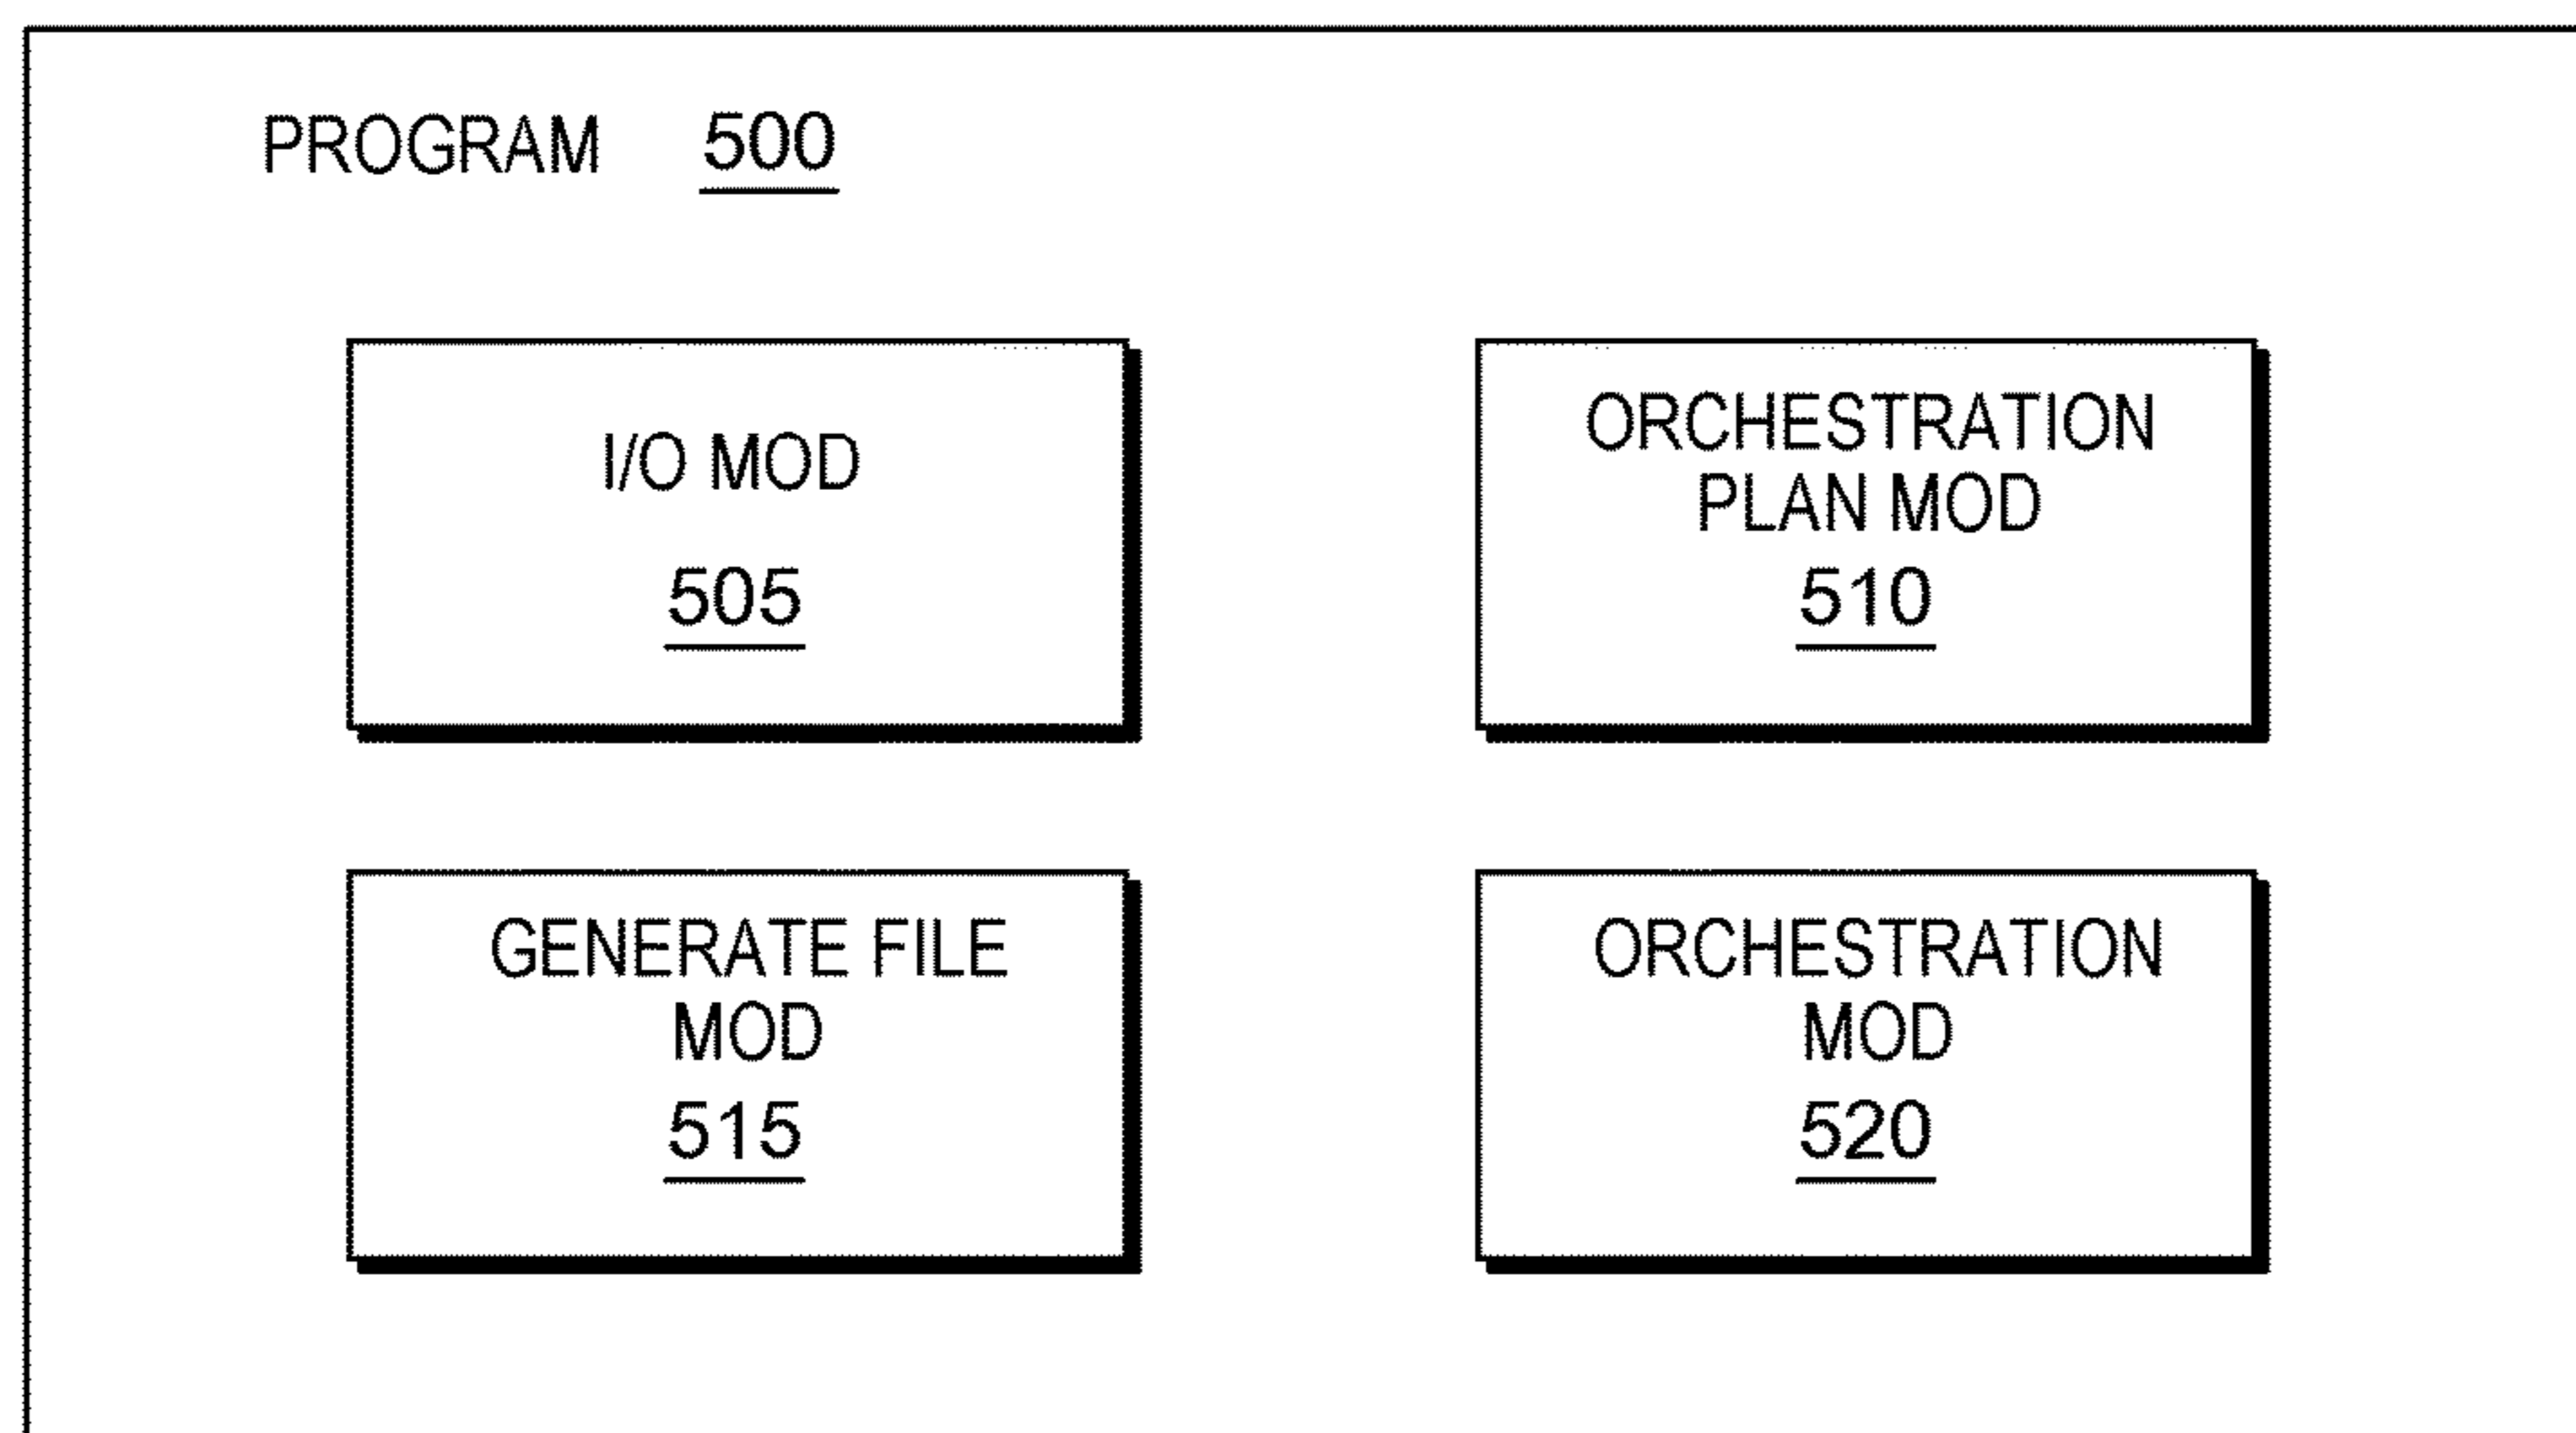 PROGRAM 500
I/O MOD
505
ORCHESTRATION
PLAN MOD
510
GENERATE FILE
MOD
515
ORCHESTRATION
MOD
520